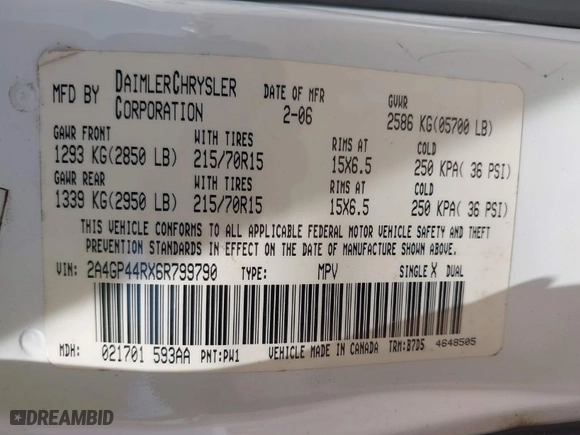 MFD BY DAIMLERCHRYSLER CORPORATION DATE OF MFR 2-06 GVWR 2586 KG(05700 LB)
GAWR FRONT WITH TIRES RIMS AT COLD
1293 KG(2850 LB) 215/70R15 15X6.5 250 KPA( 36 PSI)
GAWR REAR WITH TIRES RIMS AT COLD
1339 KG(2950 LB) 215/70R15 15X6.5 250 KPA( 36 PSI)
THIS VEHICLE CONFORMS TO ALL APPLICABLE FEDERAL MOTOR VEHICLE SAFETY AND THEFT
PREVENTION STANDARDS IN EFFECT ON THE DATE OF MANUFACTURE SHOWN ABOVE.
VIN: 2A4GP44RX6R799790 TYPE: MPV SINGLE X DUAL
MDH: 021701 593AA PNT:PW1 VEHICLE MADE IN CANADA TRM:B7D5 4648505
DREAMBID